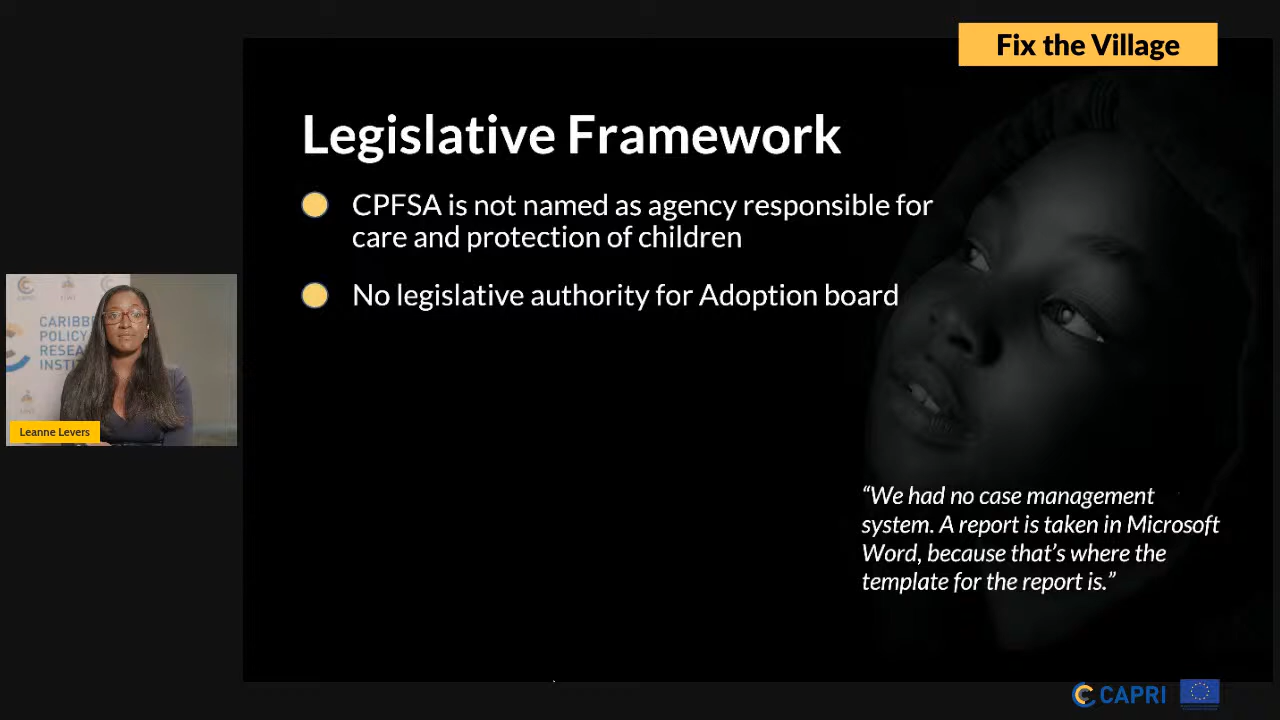 Fix the Village
Legislative Framework
CPFSA is not named as agency responsible for
care and protection of children
No legislative authority for Adoption board
CAPRI
CARIBB
POLICY
RESEA
INSTIT
Leanne Levers
“We had no case management
system. A report is taken in Microsoft
Word, because that’s where the
template for the report is.”
CAPRI